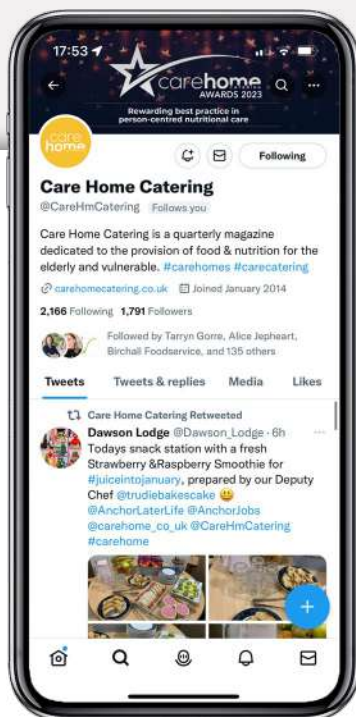 17:53
carehome
CATERING
AWARDS 2023
Rewarding best practice in
person-centred nutritional care
care
home
Following
Care Home Catering
@CareHmCatering Follows you
Care Home Catering is a quarterly magazine
dedicated to the provision of food & nutrition for the
elderly and vulnerable. #carehomes #carecatering
carehomecatering.co.uk Joined January 2014
2,166 Following 1,791 Followers
Followed by Tarryn Gorre, Alice Jepheart,
Birchall Foodservice, and 135 others
Tweets Tweets & replies Media Likes
Care Home Catering Retweeted
Dawson Lodge @Dawson_Lodge · 6h
Todays snack station with a fresh
Strawberry &Raspberry Smoothie for
#juiceintojanuary, prepared by our Deputy
Chef @trudiebakescake 😃
@AnchorLaterLife @AnchorJobs
@carehome_co_uk @CareHmCatering
#carehome